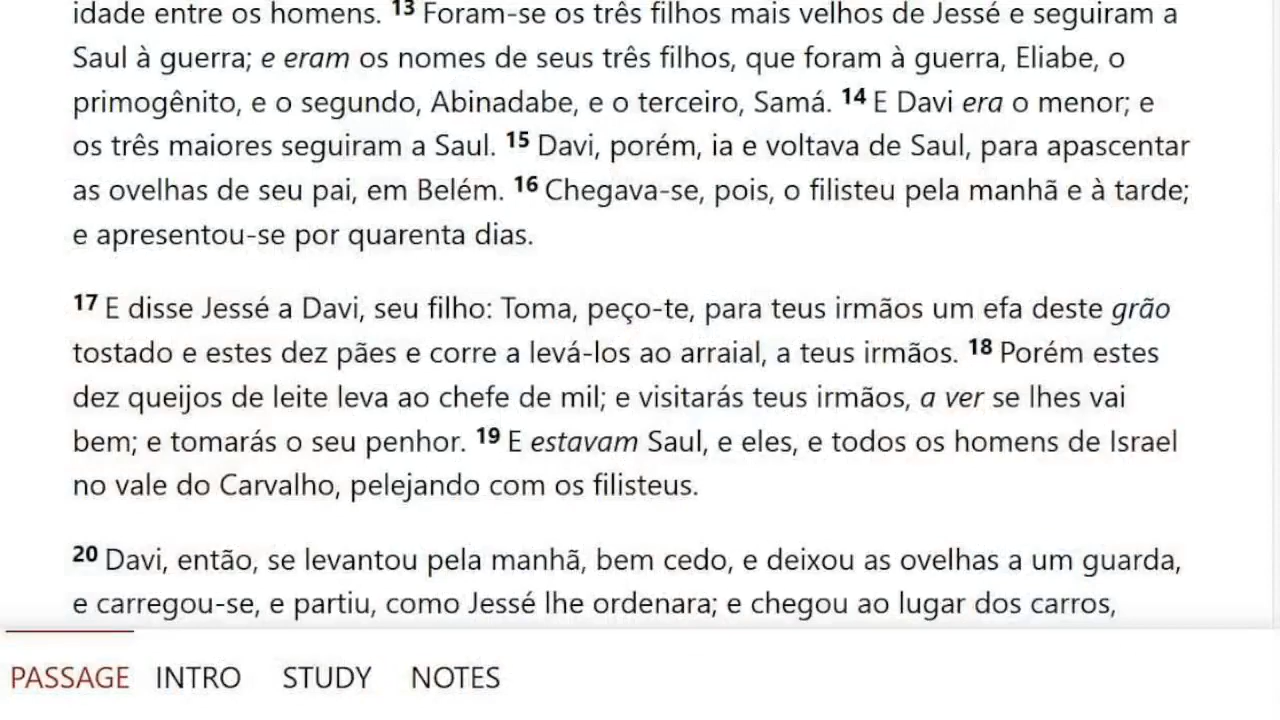 idade entre os homens. 13 Foram-se os três filhos mais velhos de Jessé e seguiram a
Saul à guerra; e eram os nomes de seus três filhos, que foram à guerra, Eliabe, o
primogênito, e o segundo, Abinadabe, e o terceiro, Samá. 14 E Davi era o menor; e
os três maiores seguiram a Saul. 15 Davi, porém, ia e voltava de Saul, para apascentar
as ovelhas de seu pai, em Belém. 16 Chegava-se, pois, o filisteu pela manhã e à tarde;
e apresentou-se por quarenta dias.
17 E disse Jessé a Davi, seu filho: Toma, peço-te, para teus irmãos um efa deste grão
tostado e estes dez pães e corre a levá-los ao arraial, a teus irmãos. 18 Porém estes
dez queijos de leite leva ao chefe de mil; e visitarás teus irmãos, a ver se lhes vai
bem; e tomarás o seu penhor. 19 E estavam Saul, e eles, e todos os homens de Israel
no vale do Carvalho, pelejando com os filisteus.
20 Davi, então, se levantou pela manhã, bem cedo, e deixou as ovelhas a um guarda,
e carregou-se, e partiu, como Jessé lhe ordenara; e chegou ao lugar dos carros,
PASSAGE INTRO STUDY NOTES